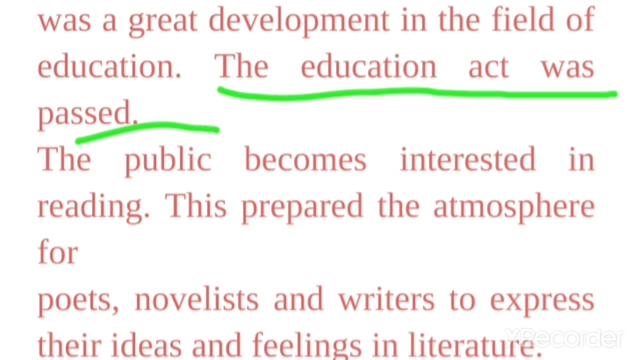 was a great development in the field of
education. The education act was
passed.
The public becomes interested in
reading. This prepared the atmosphere
for
poets, novelists and writers to express
their ideas and feelings in literature.
XRecorder